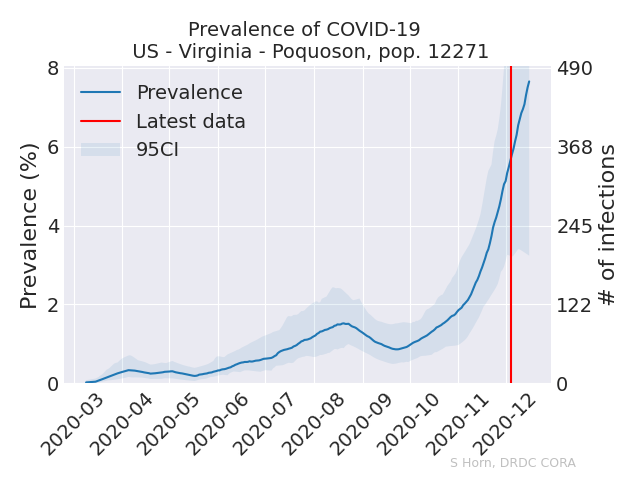 Prevalence of COVID-19
US - Virginia - Poquoson, pop. 12271
8
6
4
2
0
Prevalence (%)
Prevalence
Latest data
95CI
490
368
245
122
0
# of infections
2020-03
2020-04
2020-05
2020-06
2020-07
2020-08
2020-09
2020-10
2020-11
2020-12
S Horn, DRDC CORA